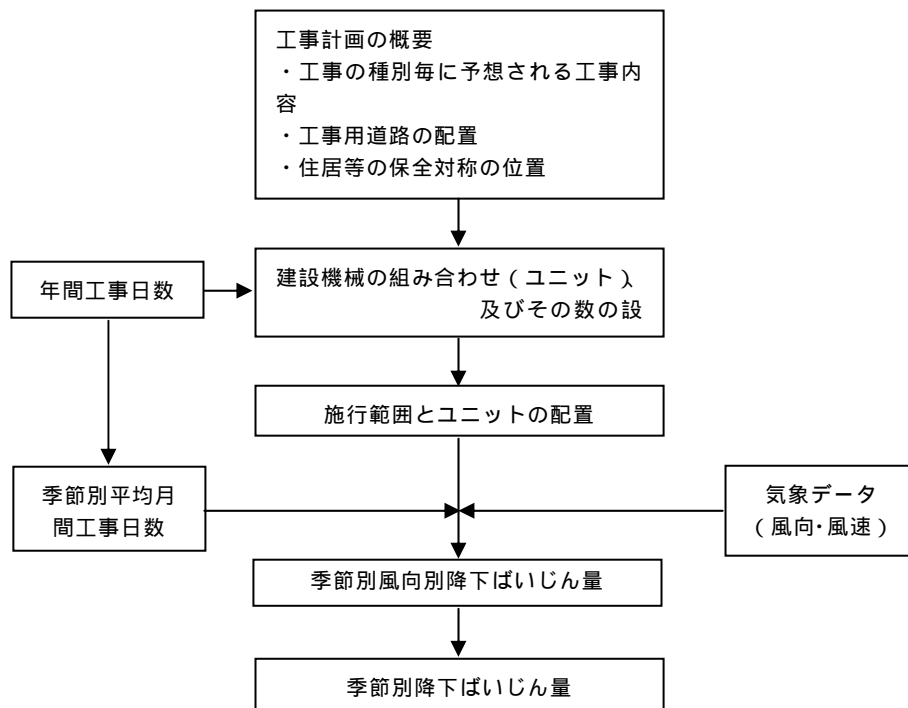 工事計画の概要
・工事の種別毎に予想される工事内
容
・工事用道路の配置
・住居等の保全対称の位置
年間工事日数
建設機械の組み合わせ(ユニット)、
及びその数の設
施行範囲とユニットの配置
季節別平均月
間工事日数
気象データ
(風向・風速)
季節別風向別降下ばいじん量
季節別降下ばいじん量